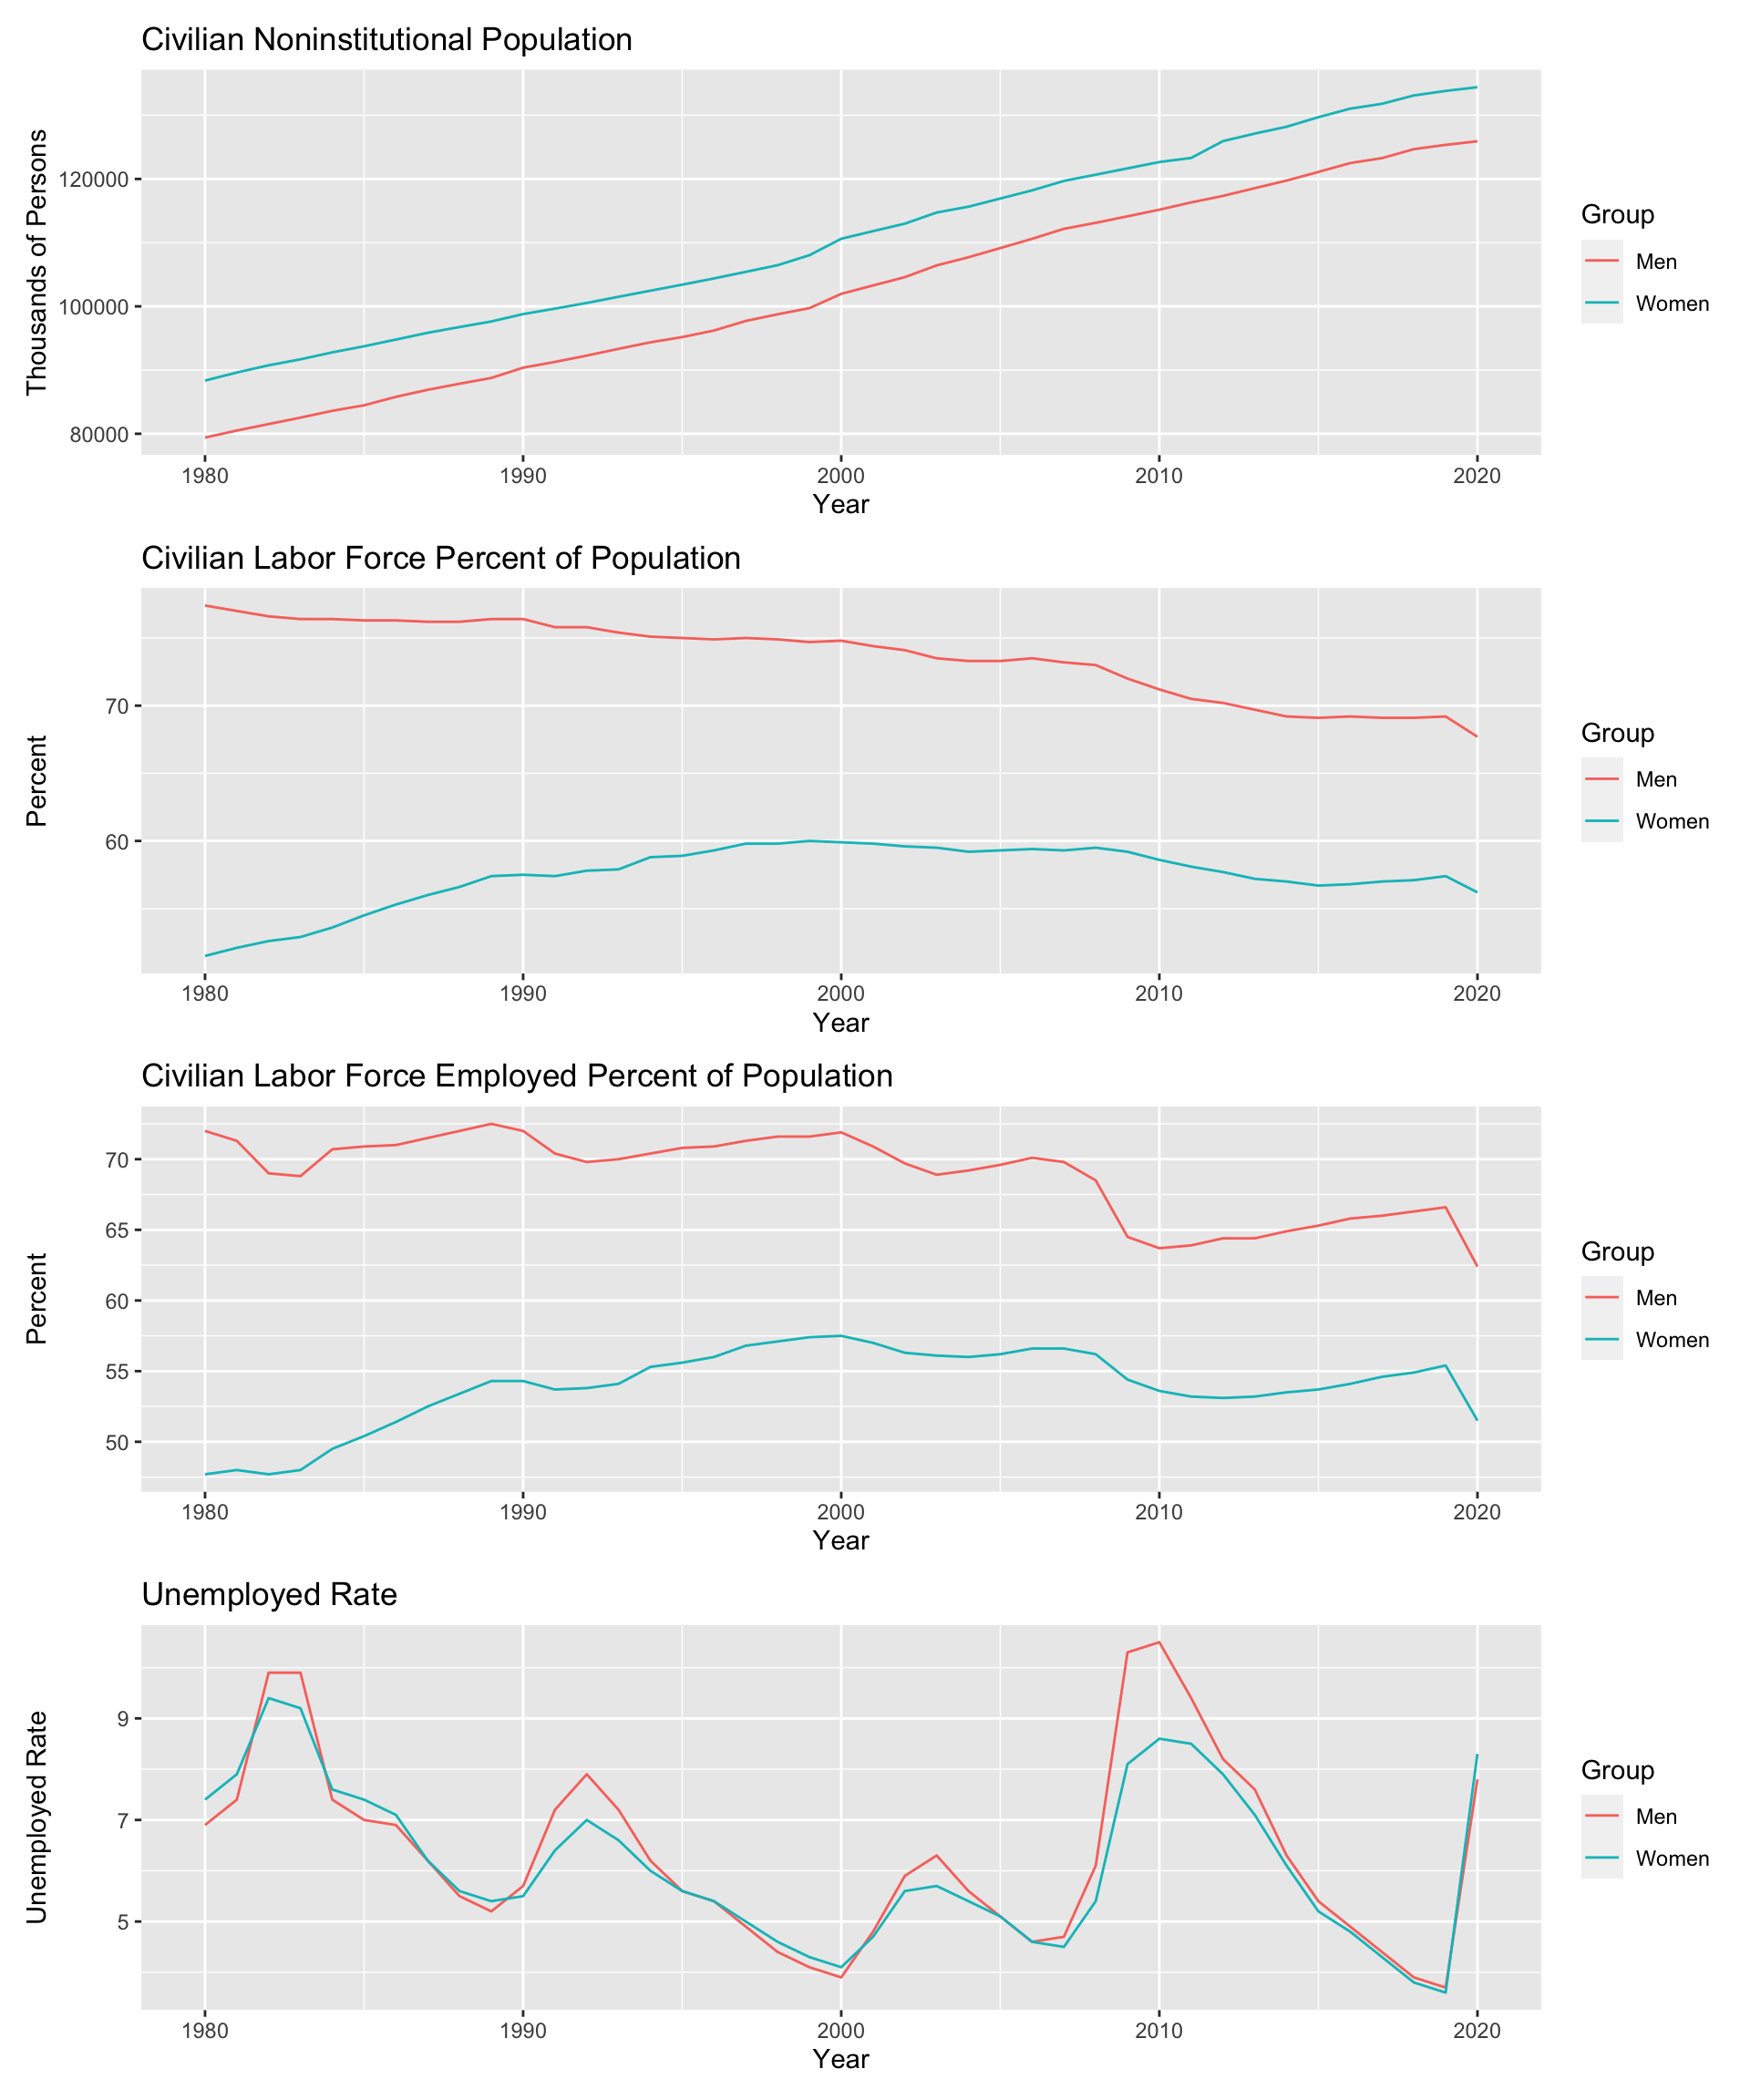 Civilian Noninstitutional Population
Thousands of Persons
120000
100000
80000
1980 1990 2000 2010 2020
Year
Group
Men
Women
Civilian Labor Force Percent of Population
Percent
70
60
1980 1990 2000 2010 2020
Year
Group
Men
Women
Civilian Labor Force Employed Percent of Population
Percent
70
65
60
55
50
1980 1990 2000 2010 2020
Year
Group
Men
Women
Unemployed Rate
Unemployed Rate
9
7
5
1980 1990 2000 2010 2020
Year
Group
Men
Women